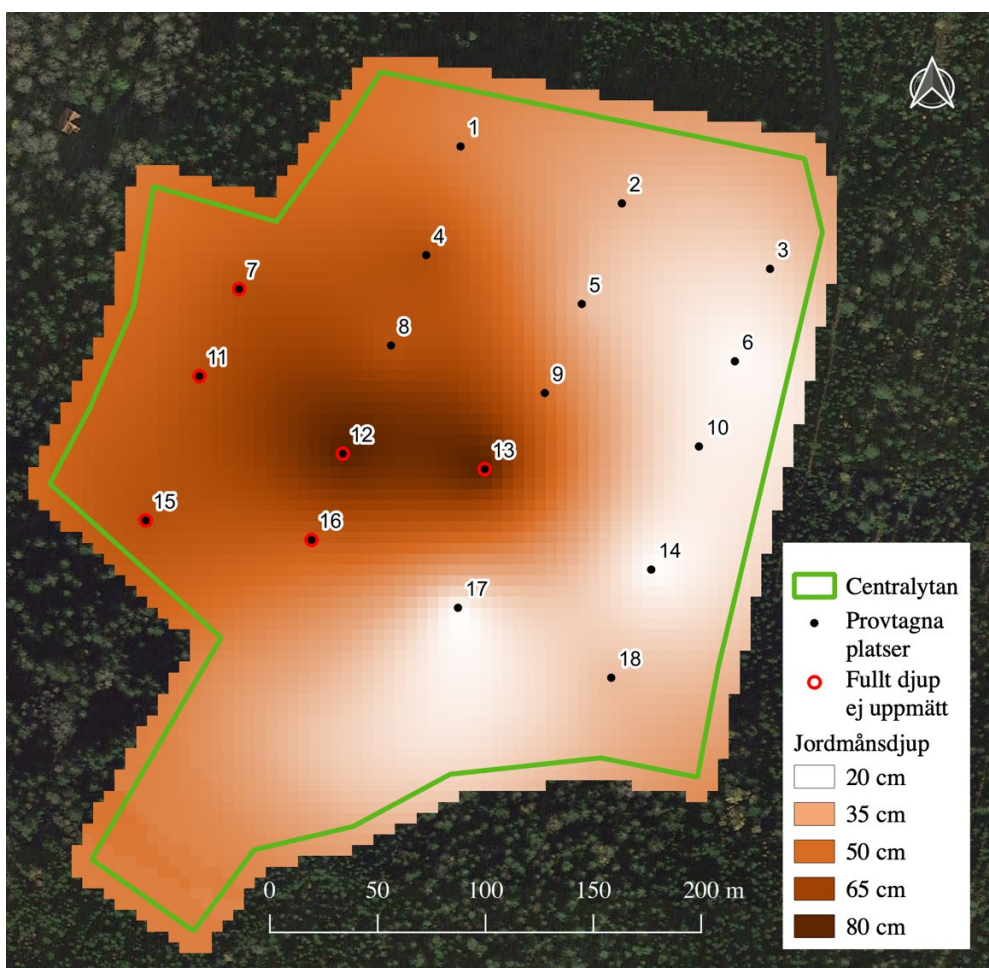 1
2
3
4
5
6
7
8
9
10
11
12
13
14
15
16
17
18
Centralytan
Provtagna
platser
Fullt djup
ej uppmätt
Jordmånsdjup
20 cm
35 cm
50 cm
65 cm
80 cm
0 50 100 150 200 m